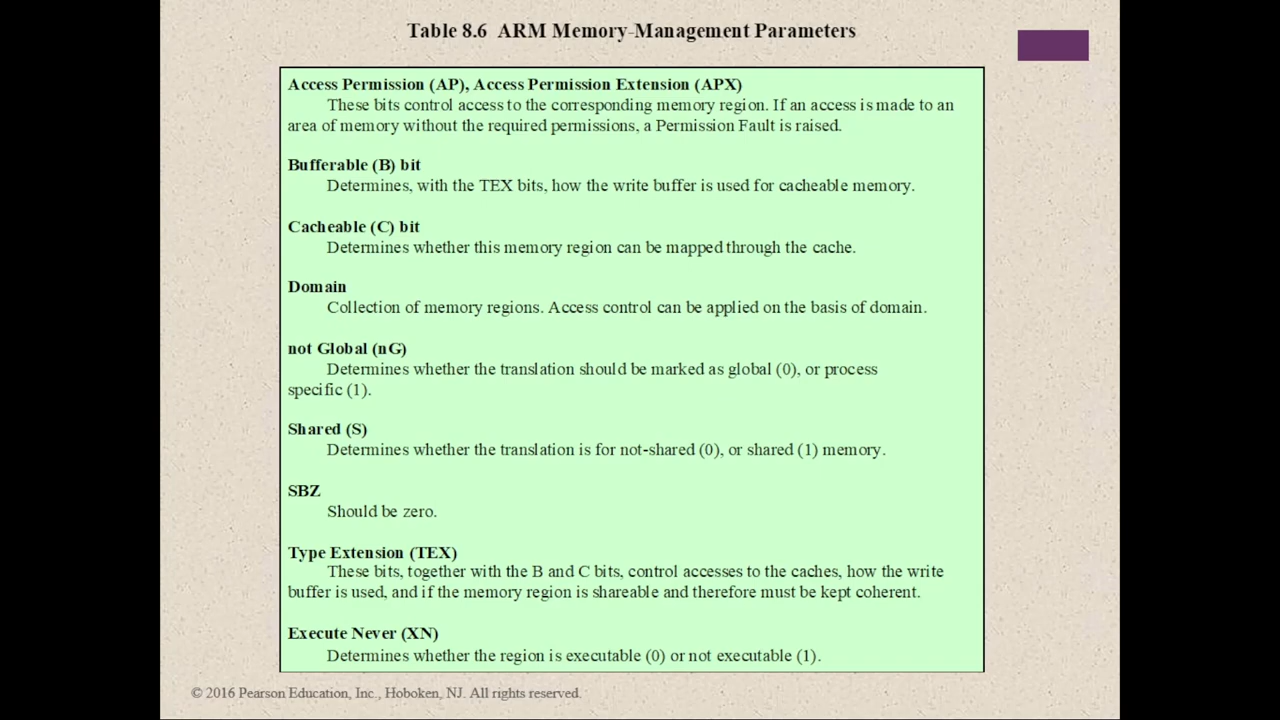 Table 8.6 ARM Memory-Management Parameters
Access Permission (AP), Access Permission Extension (APX)
These bits control access to the corresponding memory region. If an access is made to an
area of memory without the required permissions, a Permission Fault is raised.
Bufferable (B) bit
Determines, with the TEX bits, how the write buffer is used for cacheable memory.
Cacheable (C) bit
Determines whether this memory region can be mapped through the cache.
Domain
Collection of memory regions. Access control can be applied on the basis of domain.
not Global (nG)
Determines whether the translation should be marked as global (0), or process
specific (1).
Shared (S)
Determines whether the translation is for not-shared (0), or shared (1) memory.
SBZ
Should be zero.
Type Extension (TEX)
These bits, together with the B and C bits, control accesses to the caches, how the write
buffer is used, and if the memory region is shareable and therefore must be kept coherent.
Execute Never (XN)
Determines whether the region is executable (0) or not executable (1).
© 2016 Pearson Education, Inc., Hoboken, NJ. All rights reserved.